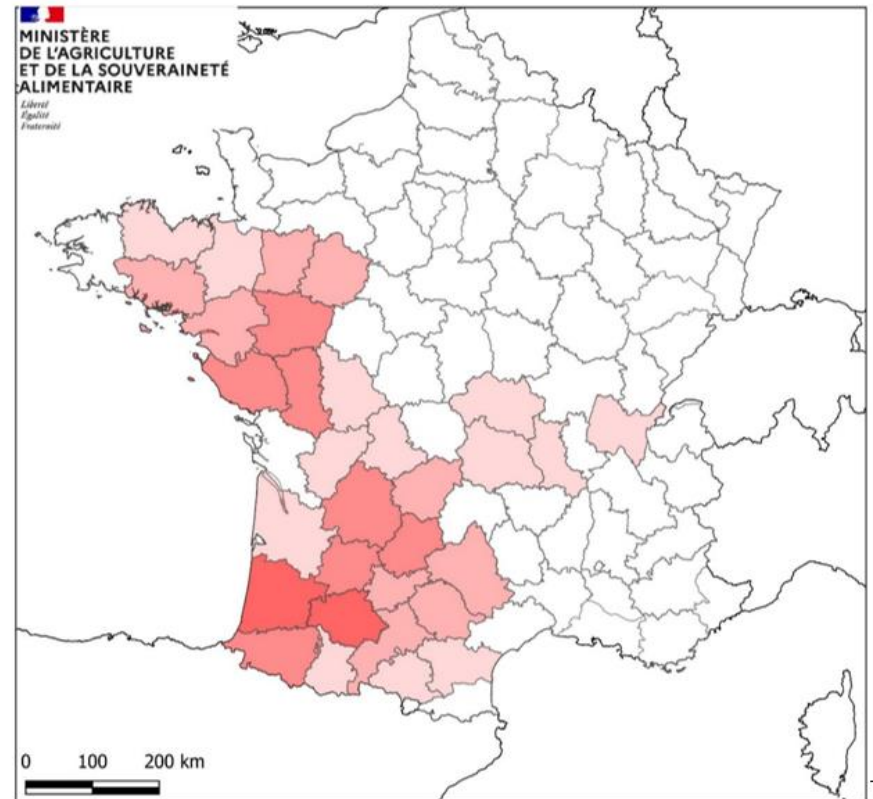 MINISTÈRE
DE L'AGRICULTURE
ET DE LA SOUVERAINETÉ
ALIMENTAIRE
Liberté
Égalité
Fraternité
0 100 200 km